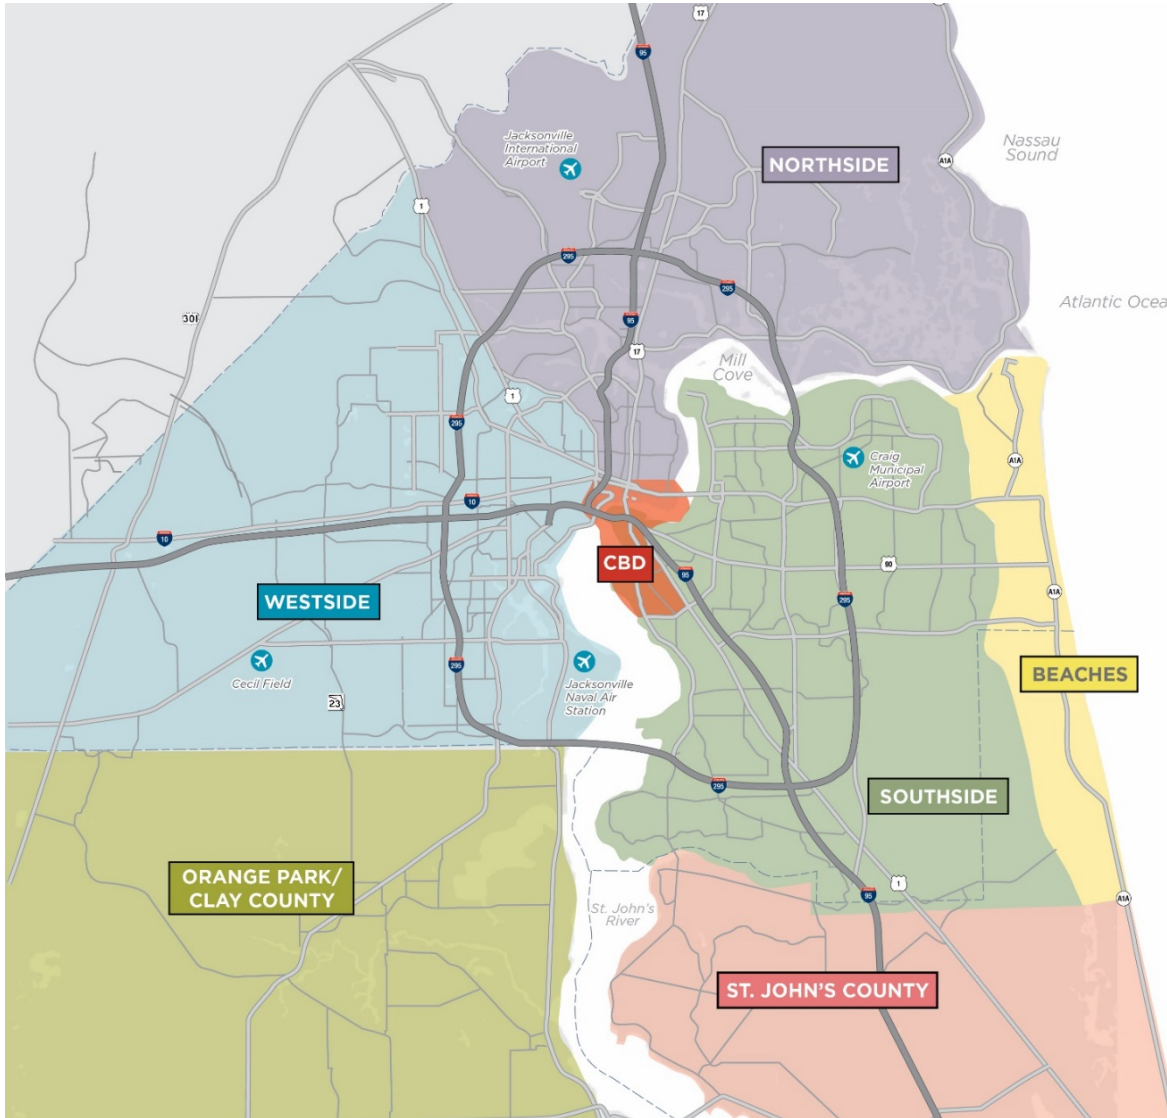 17
95
Jacksonville
International
Airport
NORTHSIDE
Nassau
Sound
A1A
1
295
295
Atlantic Ocea
301
95
17
Mill
Cove
1
295
A1A
Craig
Municipal
Airport
10
10
CBD
95
90
295
A1A
WESTSIDE
295
Cecil Field
Jacksonville
Naval Air
Station
BEACHES
23
295
SOUTHSIDE
ORANGE PARK/
CLAY COUNTY
1
95
A1A
St. John's
River
ST. JOHN'S COUNTY